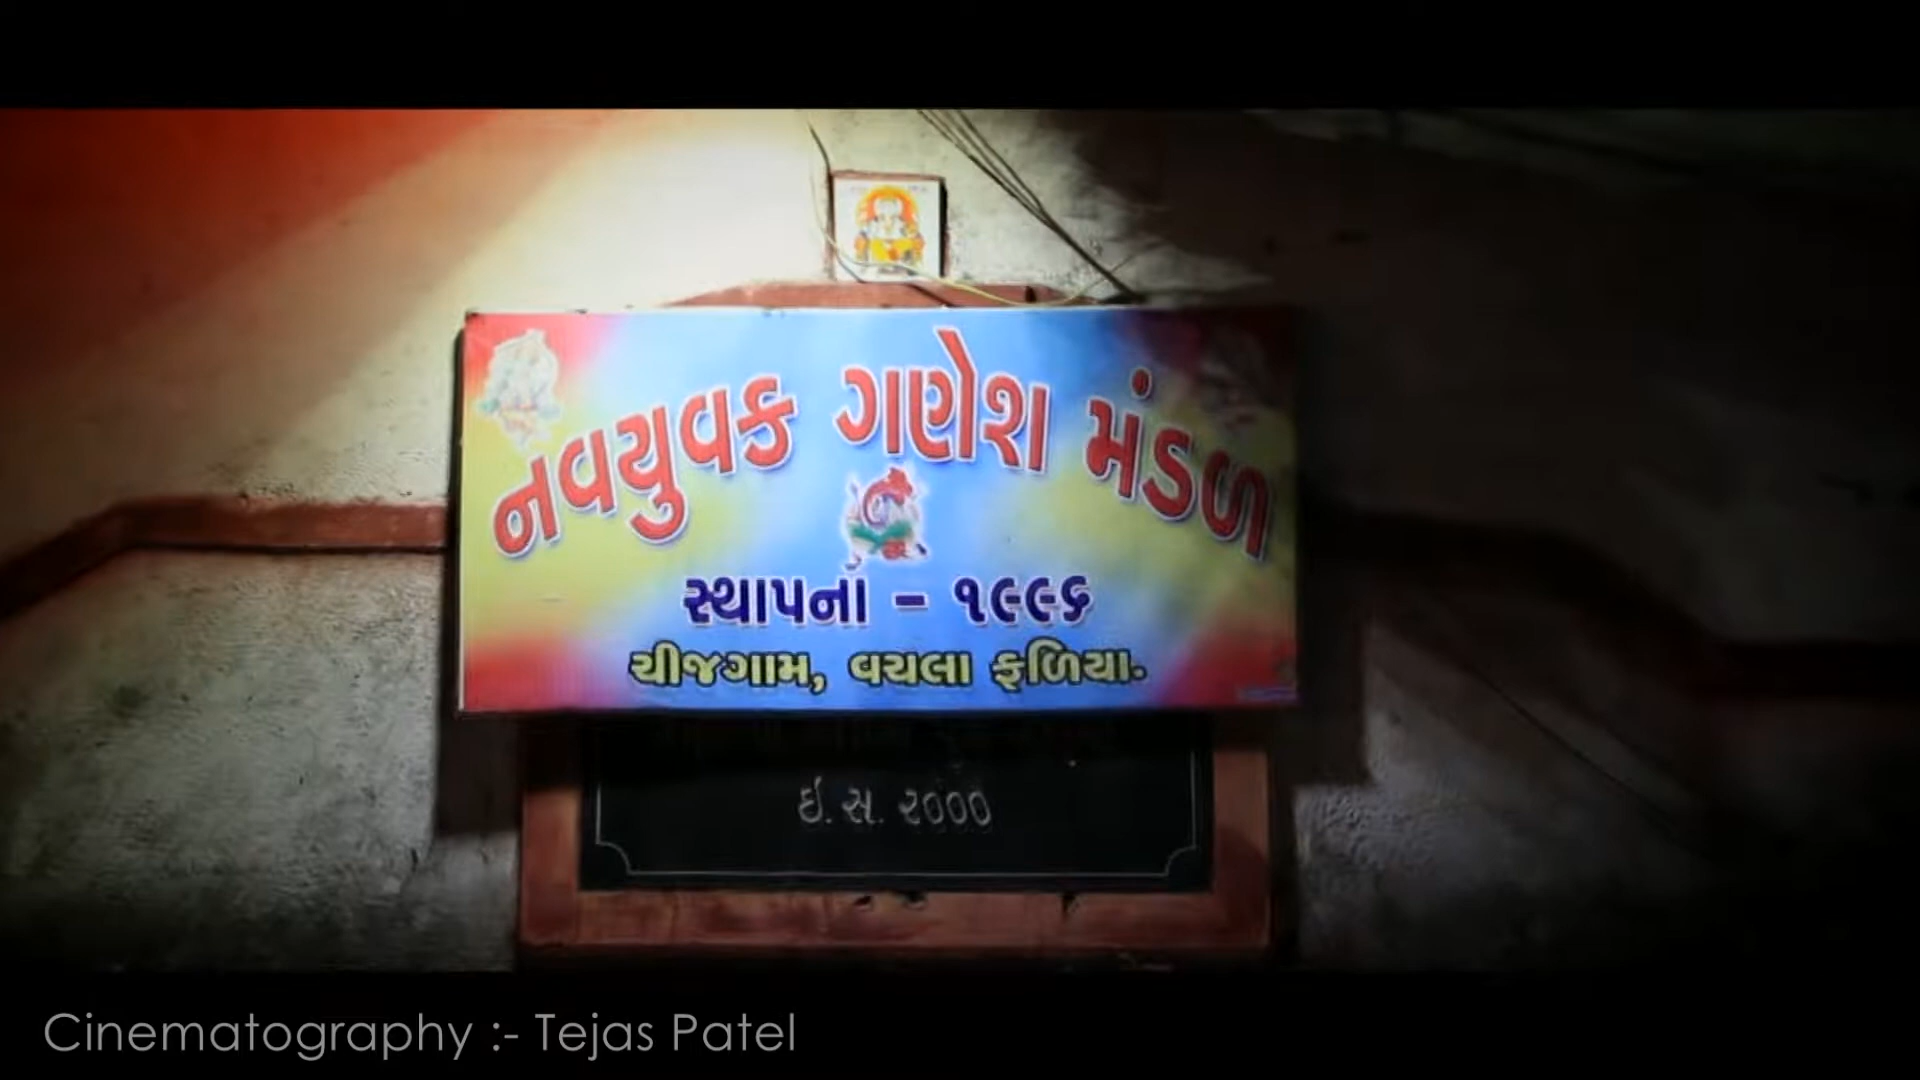 નવયુવક ગણેશ મંડળ
સ્થાપના - ૧૯૯૬
ચીજગામ, વચલા ફળિયા.
ઇ.સ. ૨૦૦૦
Cinematography :- Tejas Patel